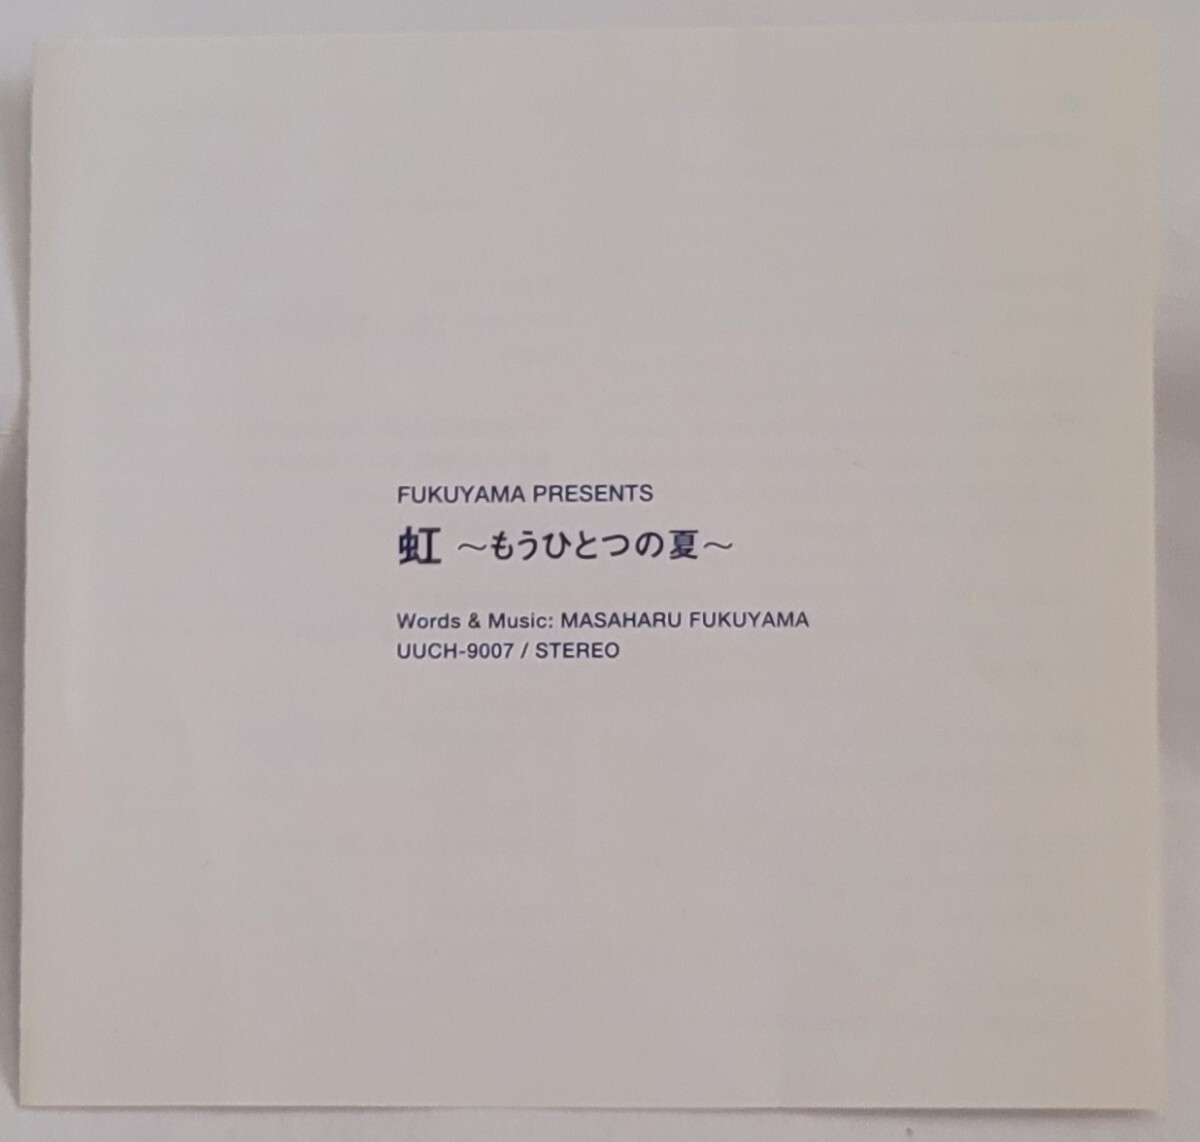 FUKUYAMA PRESENTS
虹 ～もうひとつの夏～
Words & Music: MASAHARU FUKUYAMA
UUCH-9007 / STEREO